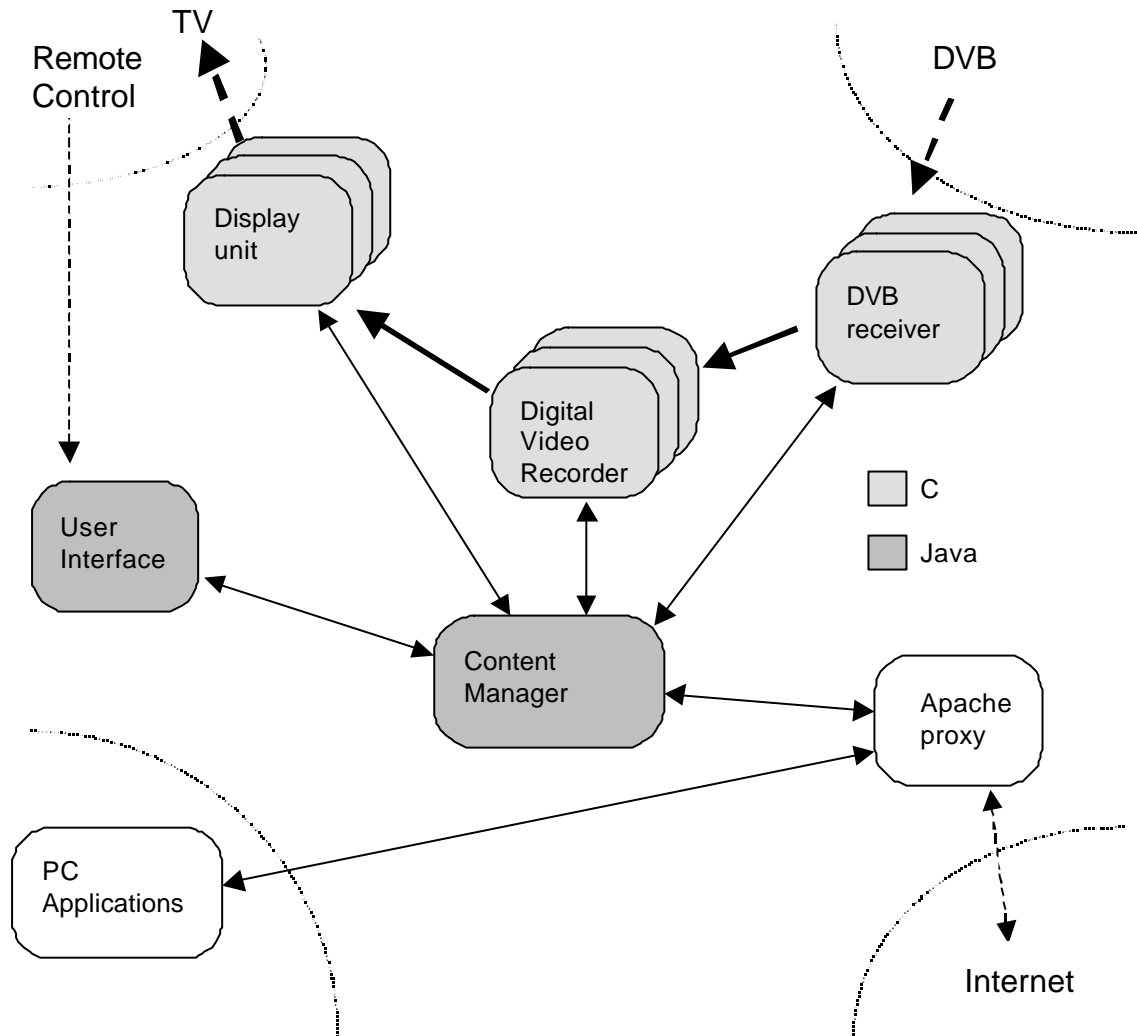 TV
Remote
Control
DVB
Display
unit
DVB
receiver
Digital
Video
Recorder
C
Java
User
Interface
Content
Manager
Apache
proxy
PC
Applications
Internet